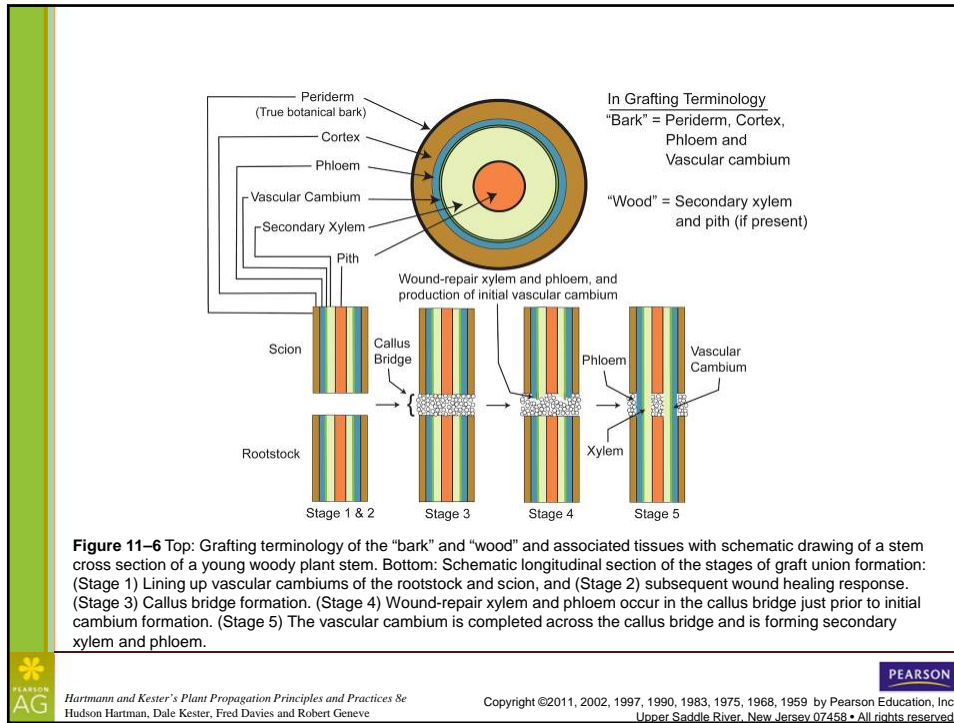 Periderm
(True botanical bark)
Cortex
Phloem
Vascular Cambium
Secondary Xylem
Pith
In Grafting Terminology
“Bark” = Periderm, Cortex,
Phloem and
Vascular cambium
“Wood” = Secondary xylem
and pith (if present)
Wound-repair xylem and phloem, and
production of initial vascular cambium
Scion
Callus
Bridge
{
Phloem
Vascular
Cambium
Rootstock
Xylem
Stage 1 & 2
Stage 3
Stage 4
Stage 5
Figure 11–6 Top: Grafting terminology of the “bark” and “wood” and associated tissues with schematic drawing of a stem
cross section of a young woody plant stem. Bottom: Schematic longitudinal section of the stages of graft union formation:
(Stage 1) Lining up vascular cambiums of the rootstock and scion, and (Stage 2) subsequent wound healing response.
(Stage 3) Callus bridge formation. (Stage 4) Wound-repair xylem and phloem occur in the callus bridge just prior to initial
cambium formation. (Stage 5) The vascular cambium is completed across the callus bridge and is forming secondary
xylem and phloem.
PEARSON
AG
Hartmann and Kester’s Plant Propagation Principles and Practices 8e
Hudson Hartman, Dale Kester, Fred Davies and Robert Geneve
PEARSON
Copyright ©2011, 2002, 1997, 1990, 1983, 1975, 1968, 1959 by Pearson Education, Inc
Upper Saddle River, New Jersey 07458 • All rights reserved